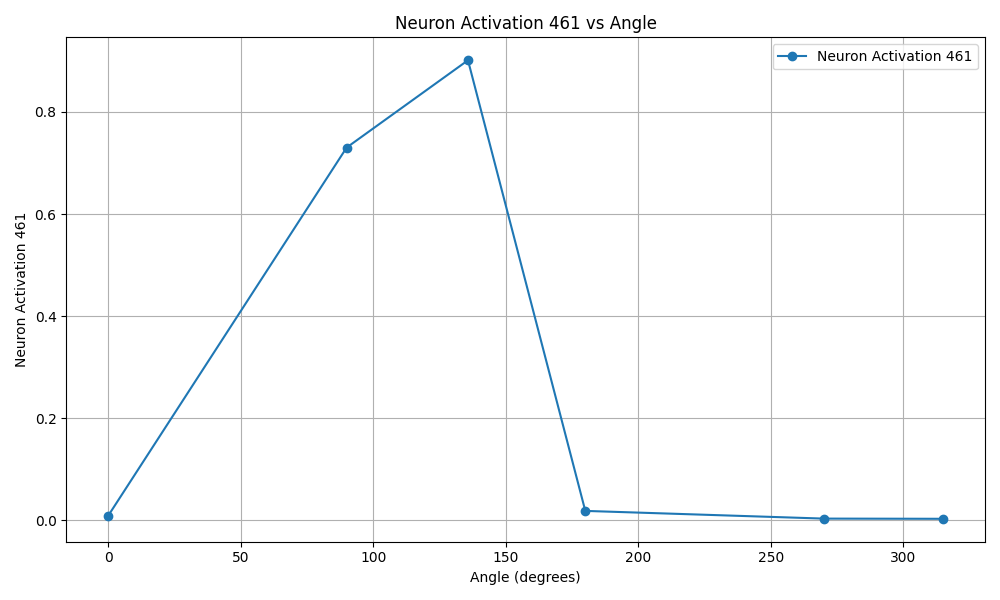 Neuron Activation 461 vs Angle
Neuron Activation 461
0.8
0.6
0.4
0.2
0.0
Neuron Activation 461
0 50 100 150 200 250 300
Angle (degrees)